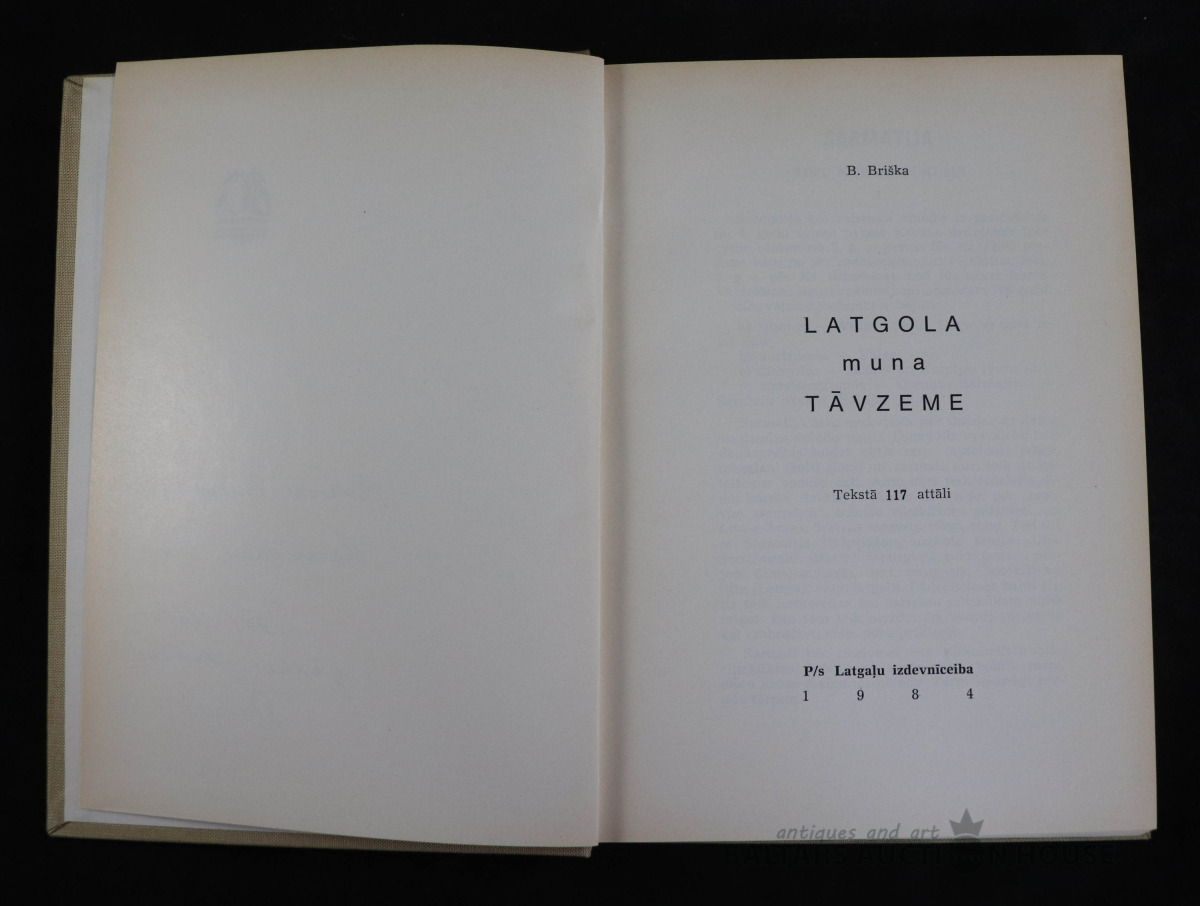 B. Briška
LATGOLA
muna
TĀVZEME
Tekstā 117 attāli
P/s Latgaļu izdevnīceiba
1 9 8 4
antiques and art